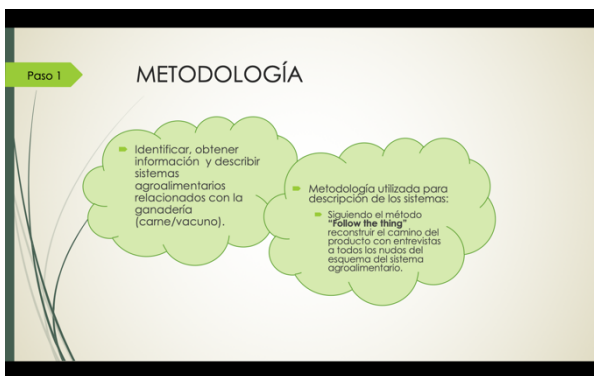 Paso 1
METODOLOGÍA
Identificar, obtener
información y describir
sistemas
agroalimentarios
relacionados con la
ganadería
(carne/vacuno).
Metodología utilizada para
descripción de los sistemas:
Siguiendo el método
“Follow the thing”
reconstruir el camino del
producto con entrevistas
a todos los nudos del
esquema del sistema
agroalimentario.